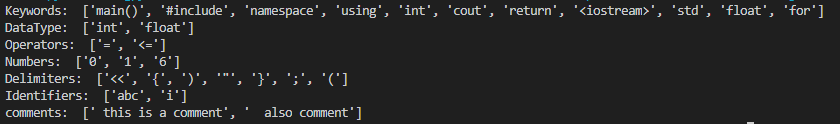 Keywords:  ['main()', '#include', 'namespace', 'using', 'int', 'cout', 'return', '<iostream>', 'std', 'float', 'for']
DataType:  ['int', 'float']
Operators:  ['=', '<=']
Numbers:  ['0', '1', '6']
Delimiters:  ['<<', '{', ')', '"', '}', ';', '(']
Identifiers:  ['abc', 'i']
comments:  [' this is a comment', '  also comment']